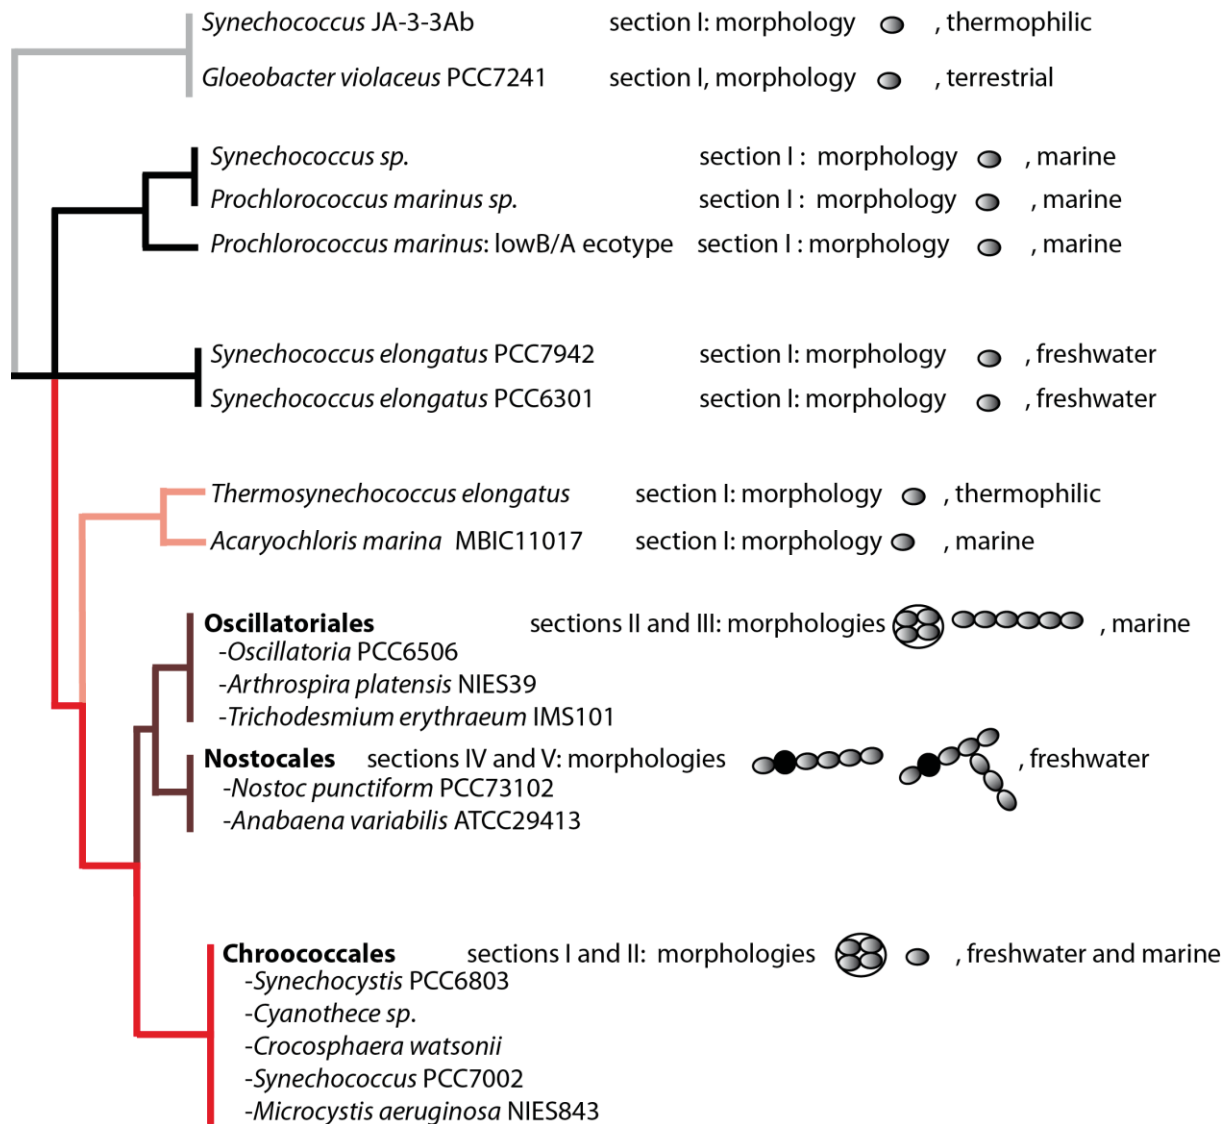 Synechococcus JA-3-3Ab section I: morphology , thermophilic
Gloeobacter violaceus PCC7241 section I, morphology , terrestrial
Synechococcus sp. section I : morphology , marine
Prochlorococcus marinus sp. section I : morphology , marine
Prochlorococcus marinus: lowB/A ecotype section I : morphology , marine
Synechococcus elongatus PCC7942 section I: morphology , freshwater
Synechococcus elongatus PCC6301 section I: morphology , freshwater
Thermosynechococcus elongatus section I: morphology , thermophilic
Acaryochloris marina MBIC11017 section I: morphology , marine
Oscillatoriales sections II and III: morphologies , marine
-Oscillatoria PCC6506
-Arthrospira platensis NIES39
-Trichodesmium erythraeum IMS101
Nostocales sections IV and V: morphologies , freshwater
-Nostoc punctiform PCC73102
-Anabaena variabilis ATCC29413
Chroococcales sections I and II: morphologies , freshwater and marine
-Synechocystis PCC6803
-Cyanothece sp.
-Crocosphaera watsonii
-Synechococcus PCC7002
-Microcystis aeruginosa NIES843